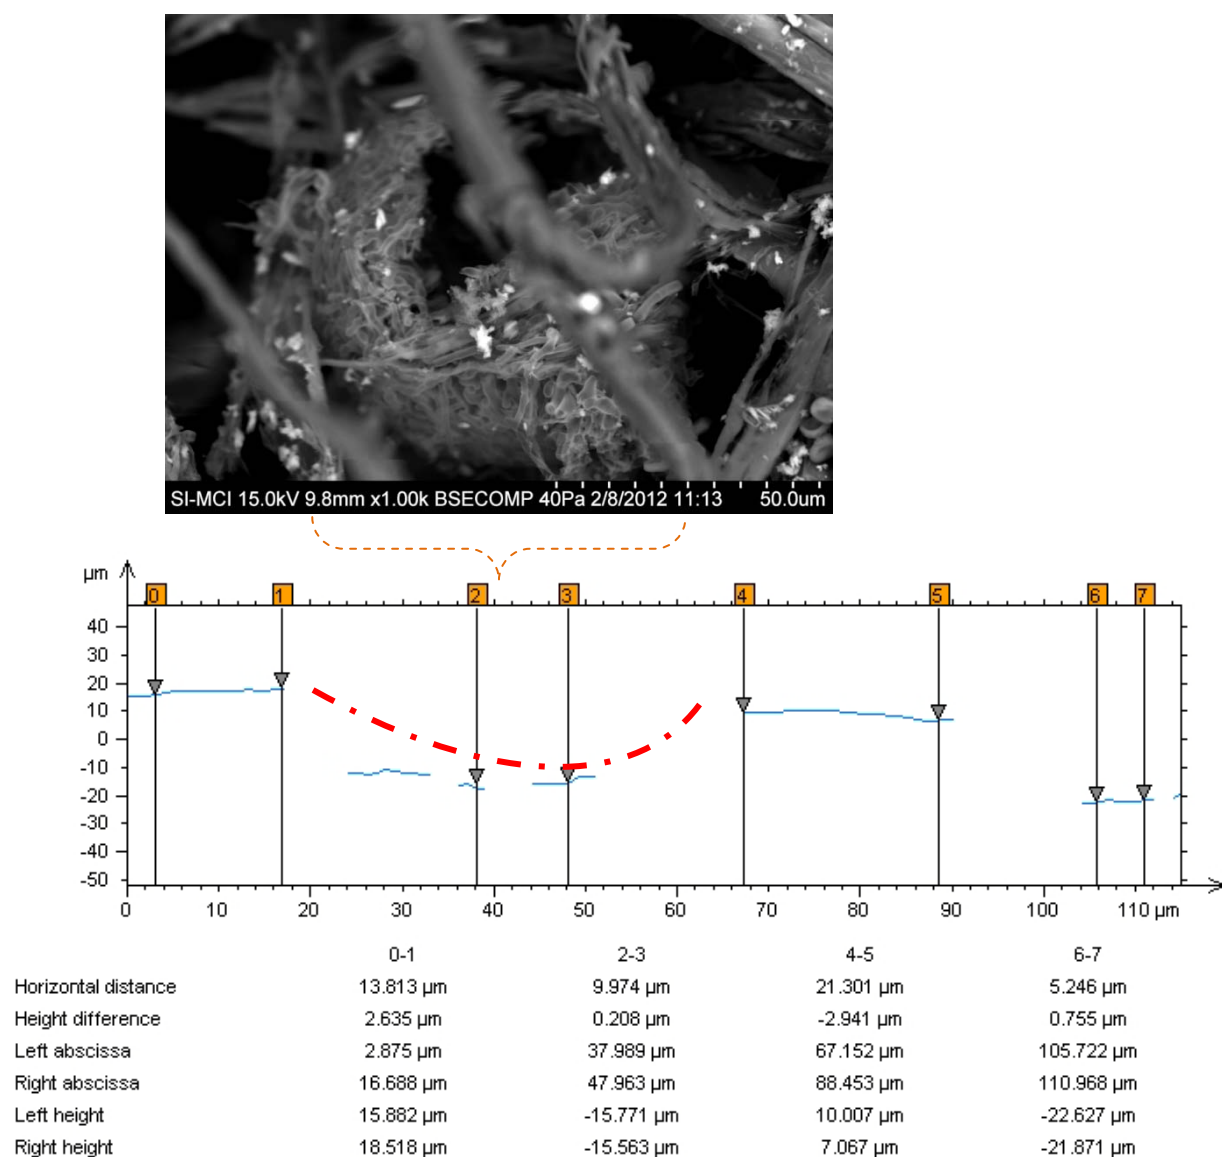 SI-MCI 15.0kV 9.8mm x1.00k BSECOMP 40Pa 2/8/2012 11:13 50.0um
µm
0 1 2 3 4 5 6 7
40
30
20
10
0
-10
-20
-30
-40
-50
0 10 20 30 40 50 60 70 80 90 100 110 µm
0-1 2-3 4-5 6-7
Horizontal distance 13.813 µm 9.974 µm 21.301 µm 5.246 µm
Height difference 2.635 µm 0.208 µm -2.941 µm 0.755 µm
Left abscissa 2.875 µm 37.989 µm 67.152 µm 105.722 µm
Right abscissa 16.688 µm 47.963 µm 88.453 µm 110.968 µm
Left height 15.882 µm -15.771 µm 10.007 µm -22.627 µm
Right height 18.518 µm -15.563 µm 7.067 µm -21.871 µm